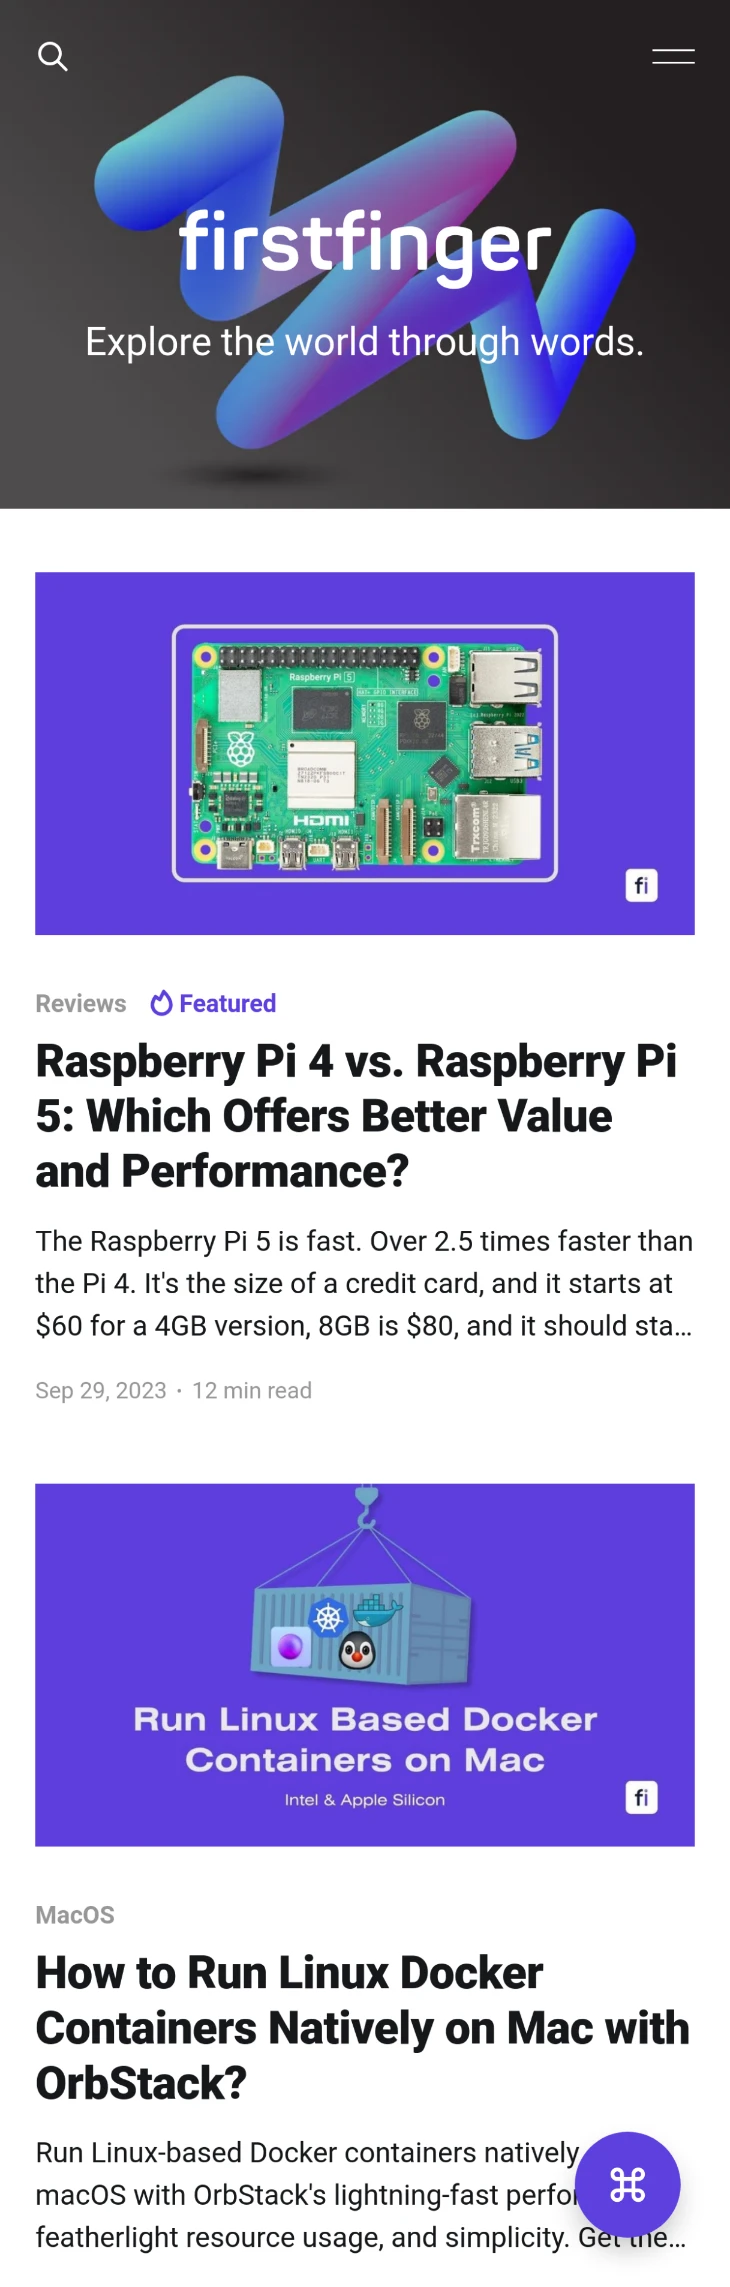 firstfinger
Explore the world through words.
Raspberry Pi 5
HDMI
Trxcom
fi
Reviews Featured
Raspberry Pi 4 vs. Raspberry Pi
5: Which Offers Better Value
and Performance?
The Raspberry Pi 5 is fast. Over 2.5 times faster than
the Pi 4. It's the size of a credit card, and it starts at
$60 for a 4GB version, 8GB is $80, and it should sta…
Sep 29, 2023 • 12 min read
Run Linux Based Docker
Containers on Mac
Intel & Apple Silicon
fi
MacOS
How to Run Linux Docker
Containers Natively on Mac with
OrbStack?
Run Linux-based Docker containers natively
macOS with OrbStack's lightning-fast
featherlight resource usage, and simplicity. Get the…